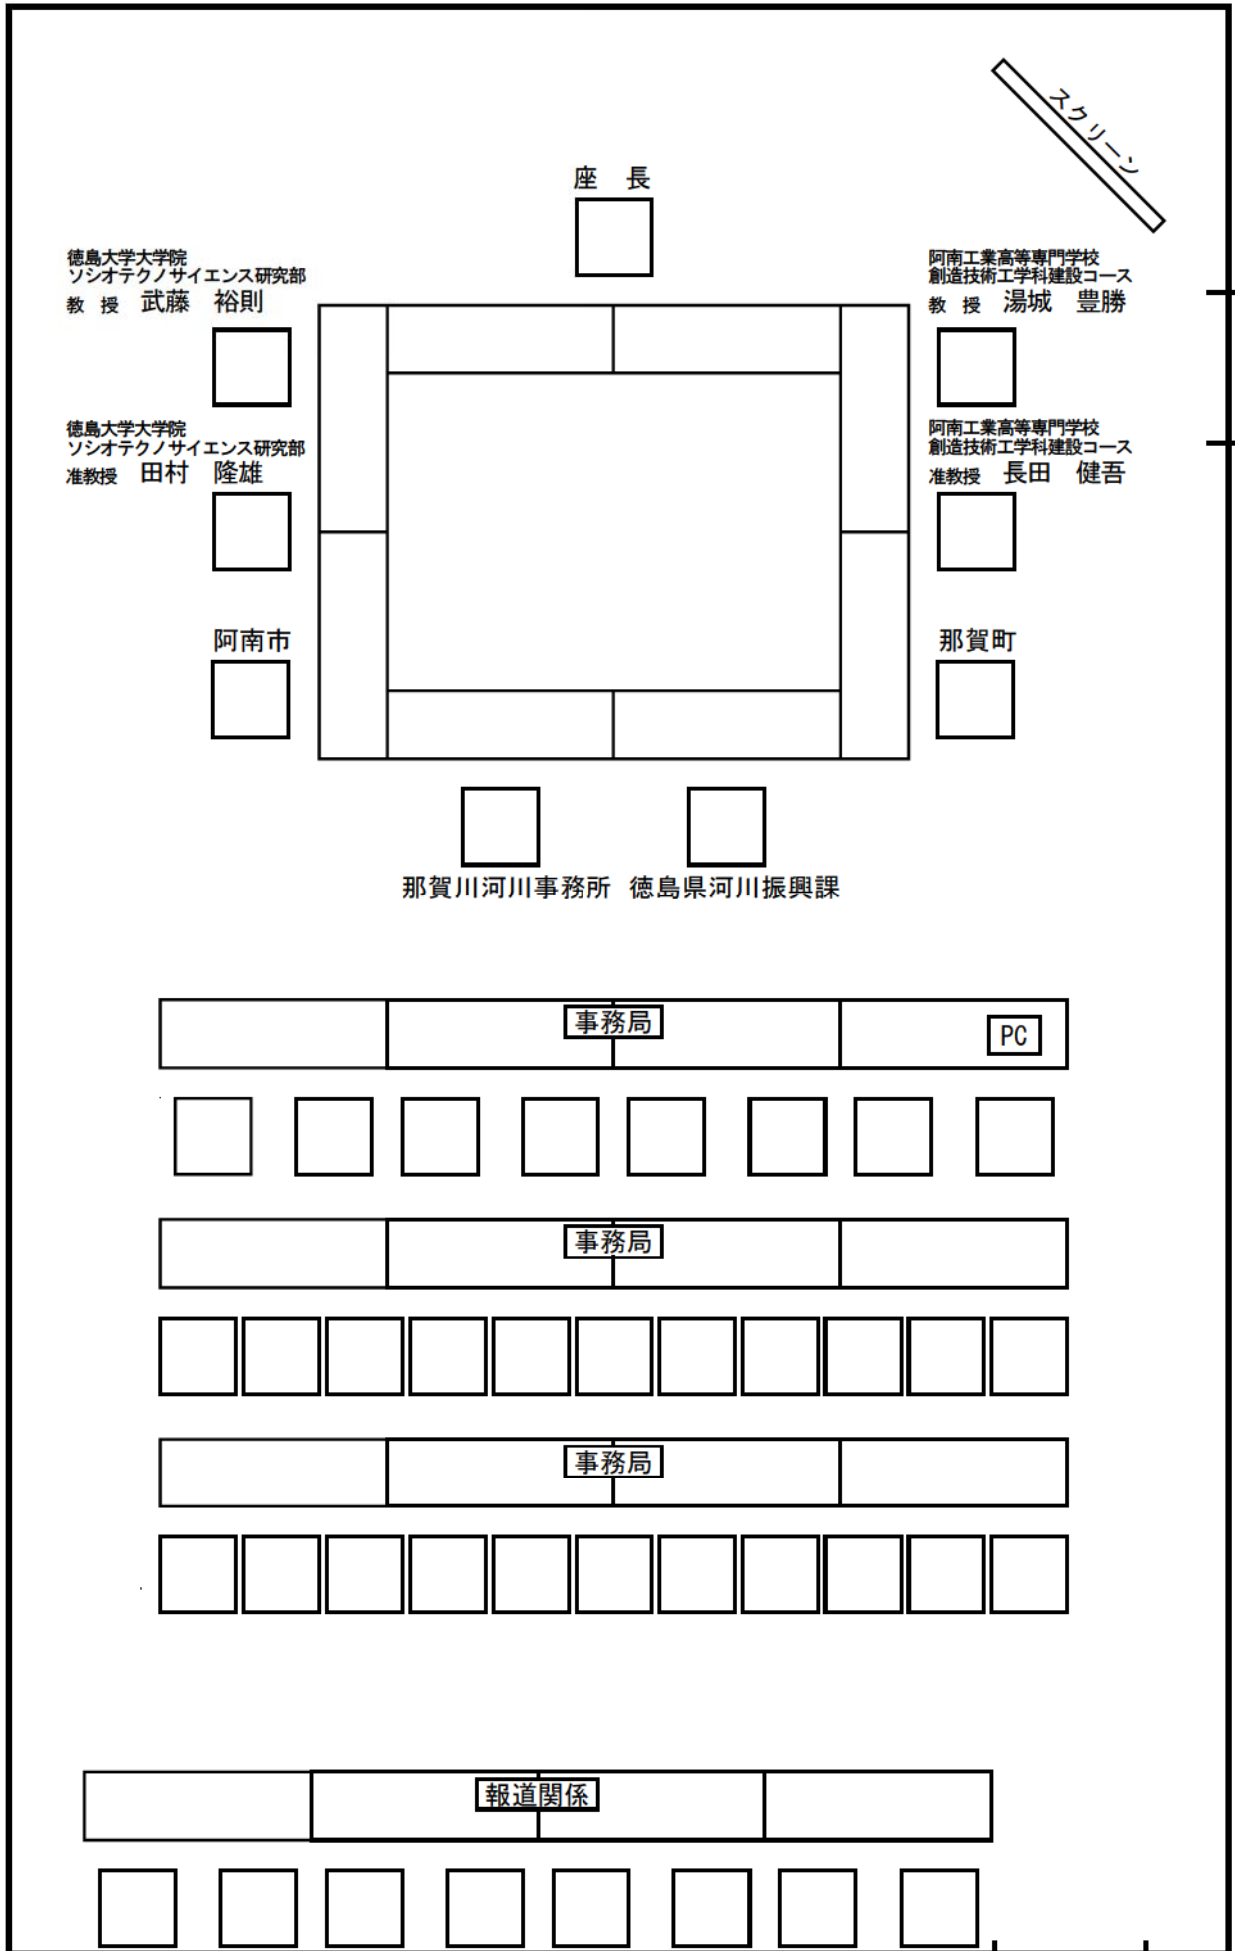 スクリーン
座　長
徳島大学大学院
ソシオテクノサイエンス研究部
教　授　武藤　裕則
阿南工業高等専門学校
創造技術工学科建設コース
教　授　湯城　豊勝
徳島大学大学院
ソシオテクノサイエンス研究部
准教授　田村　隆雄
阿南工業高等専門学校
創造技術工学科建設コース
准教授　長田　健吾
阿南市
那賀町
那賀川河川事務所
徳島県河川振興課
事務局
PC
事務局
事務局
報道関係